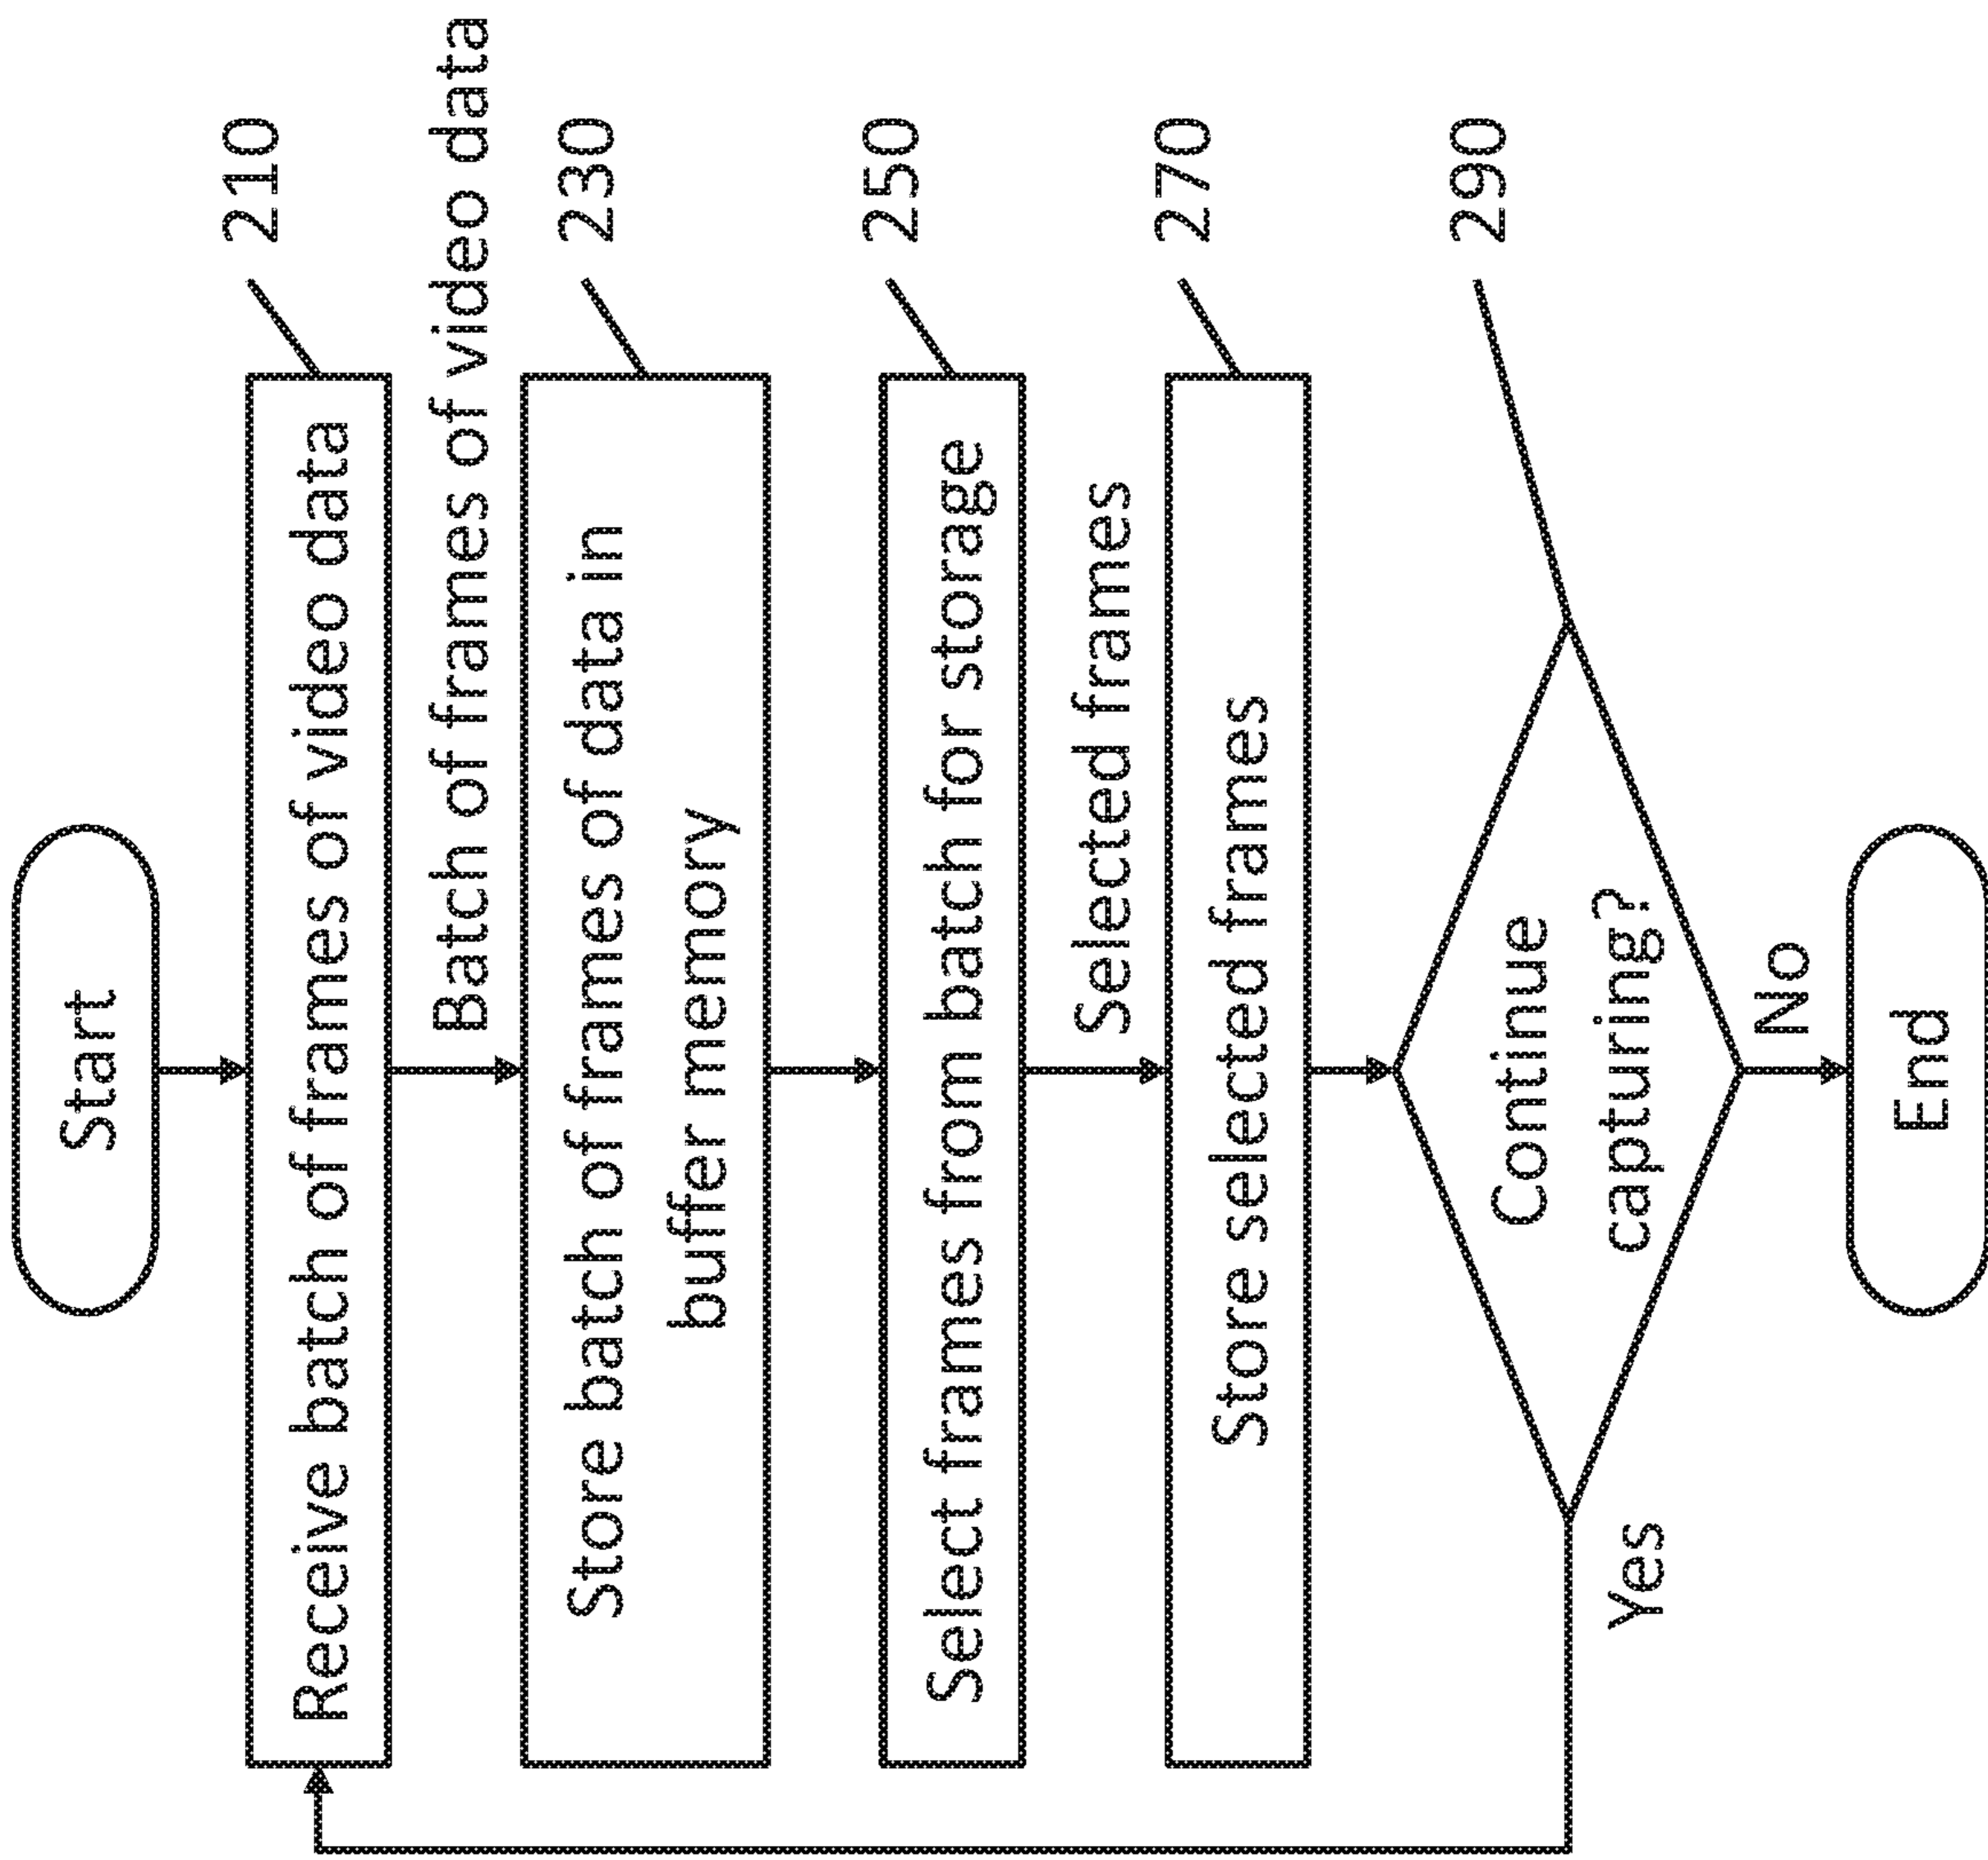 Start
210
Receive batch of frames of video data
Batch of frames of video data
230
Store batch of frames of data in
buffer memory
250
Select frames from batch for storage
Selected frames
270
Store selected frames
290
Continue
capturing?
Yes
No
End